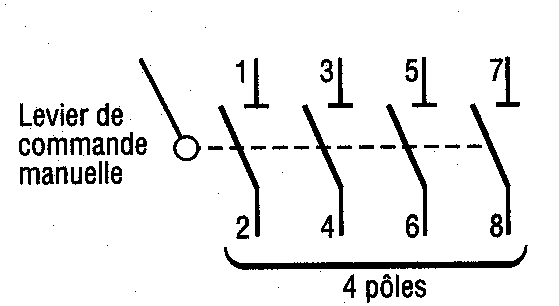 1 3 5 7
Levier de
commande
manuelle
2 4 6 8
4 pôles